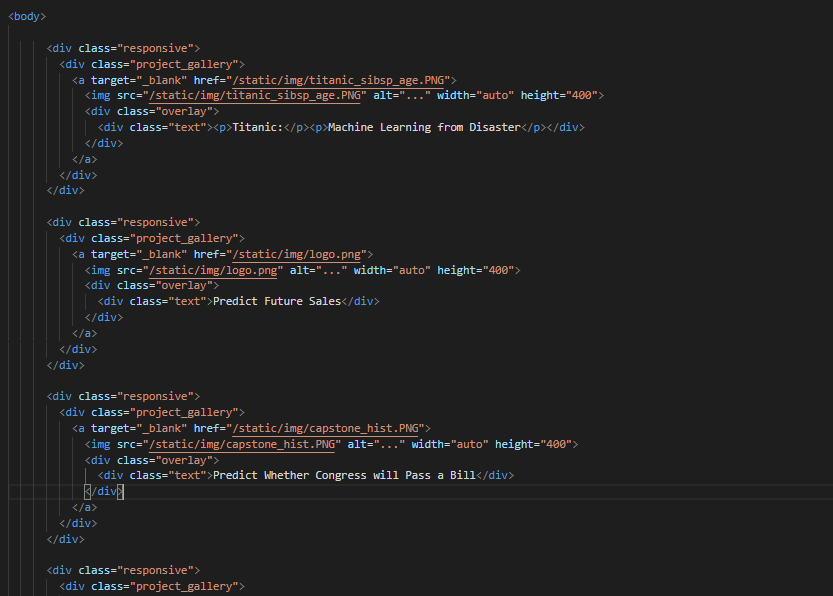 <body>
<div class="responsive">
<div class="project_gallery">
<a target="_blank" href="/static/img/titanic_sibsp_age.PNG">
<img src="/static/img/titanic_sibsp_age.PNG" alt="..." width="auto" height="400">
<div class="overlay">
<div class="text"><p>Titanic:</p><p>Machine Learning from Disaster</p></div>
</div>
</a>
</div>
</div>
<div class="responsive">
<div class="project_gallery">
<a target="_blank" href="/static/img/logo.png">
<img src="/static/img/logo.png" alt="..." width="auto" height="400">
<div class="overlay">
<div class="text">Predict Future Sales</div>
</div>
</a>
</div>
</div>
<div class="responsive">
<div class="project_gallery">
<a target="_blank" href="/static/img/capstone_hist.PNG">
<img src="/static/img/capstone_hist.PNG" alt="..." width="auto" height="400">
<div class="overlay">
<div class="text">Predict Whether Congress will Pass a Bill</div>
</div>
</a>
</div>
</div>
<div class="responsive">
<div class="project_gallery">